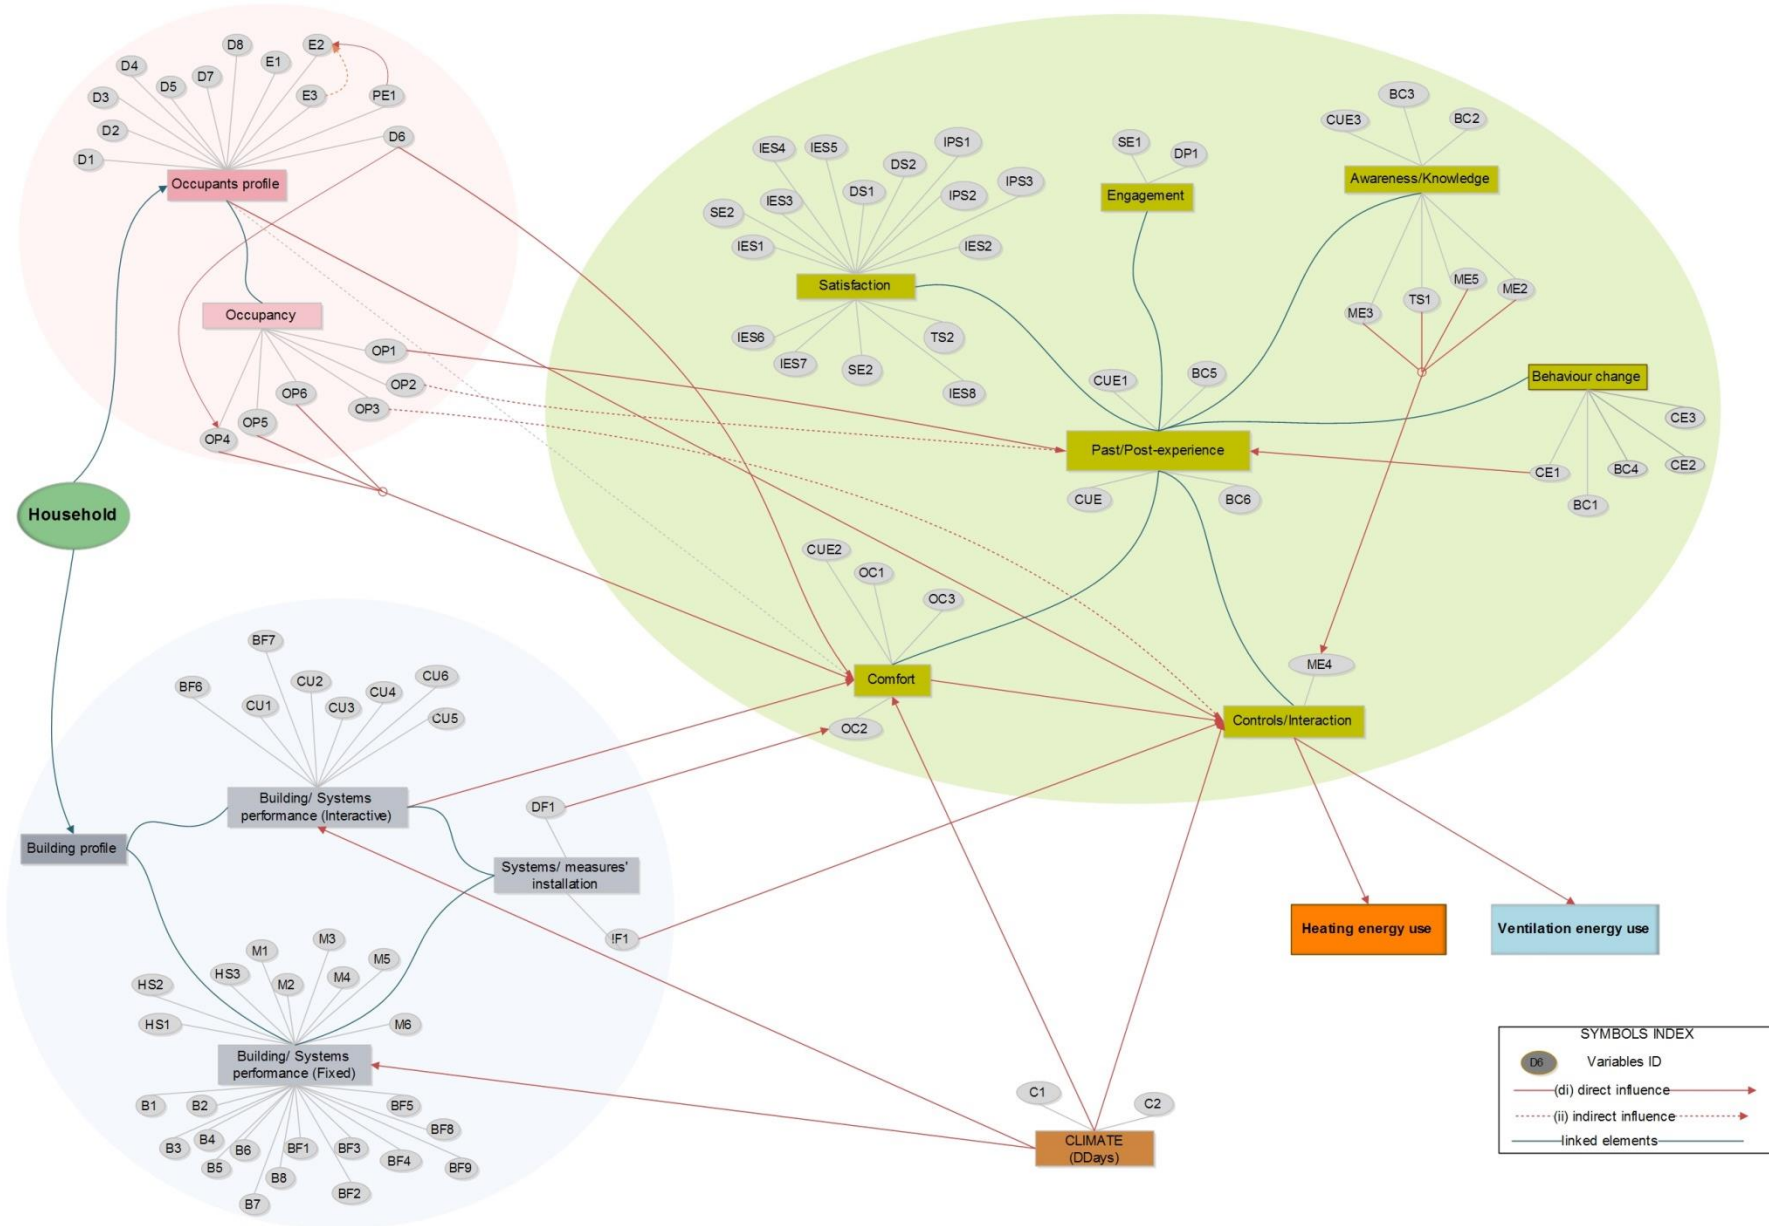 D8
E2
D4
D7
E1
D5
D3
E3
PE1
D2
D6
D1
Occupants profile
Occupancy
OP1
OP2
OP6
OP3
OP5
OP4
Household
BC3
CUE3
BC2
SE1
IPS1
IES4
IES5
DS2
DP1
Awareness/Knowledge
IPS3
DS1
IPS2
Engagement
IES3
SE2
IES1
IES2
Satisfaction
ME5
ME2
TS1
ME3
IES6
TS2
IES7
SE2
IES8
CUE1
BC5
Behaviour change
CE3
Past/Post-experience
CE2
BC4
CE1
CUE
BC6
BC1
CUE2
OC1
OC3
ME4
Comfort
Controls/Interaction
OC2
BF7
CU6
CU2
BF6
CU4
CU1
CU3
CU5
Building/ Systems
performance (Interactive)
DF1
Building profile
Systems/ measures'
installation
!F1
Heating energy use
Ventilation energy use
M3
M1
M5
HS3
M4
HS2
M2
HS1
M6
Building/ Systems
performance (Fixed)
B1
B2
BF5
B4
BF8
B3
B6
BF1
BF3
B5
BF4
BF9
B8
BF2
B7
C1
C2
CLIMATE
(DDays)
SYMBOLS INDEX
D6
Variables ID
(di) direct influence
(ii) indirect influence
linked elements